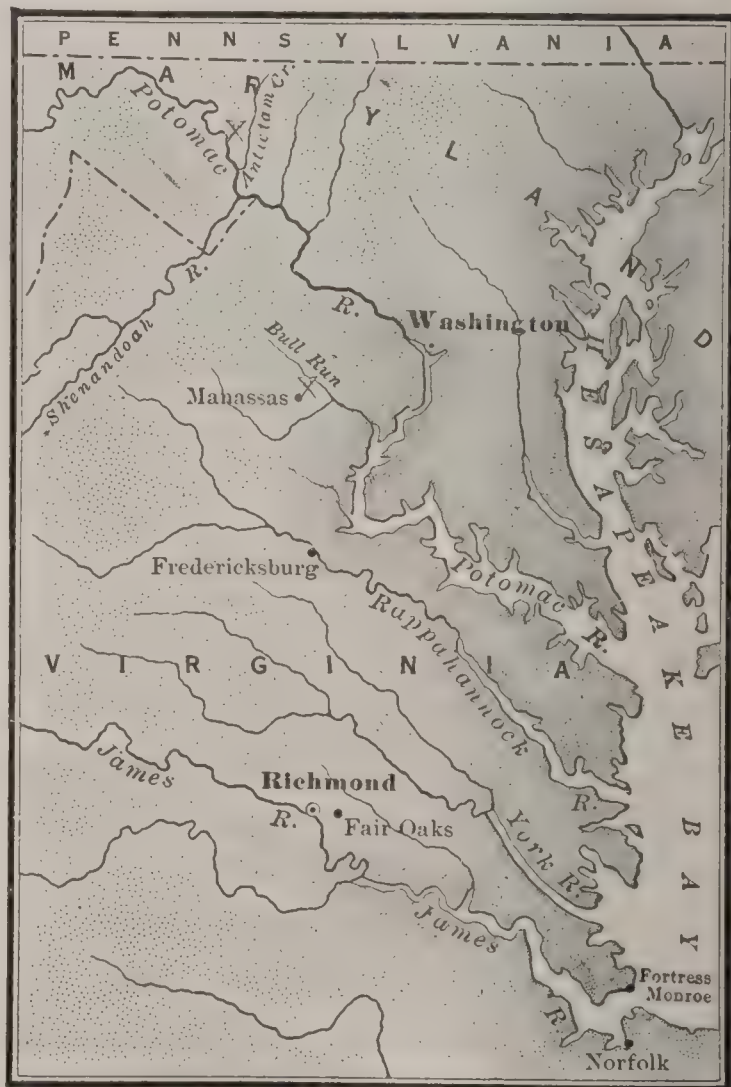 PENNSYLVANIA
MARYLAND
Potomac
Antietam Cr.
R.
Shenandoah
R.
Washington
Bull Run
Manassas
CHESAPEAKE BAY
Fredericksburg
Potomac
R.
Rappahannock
R.
VIRGINIA
James
R.
Richmond
Fair Oaks
York R.
James
R.
Fortress
Monroe
Norfolk